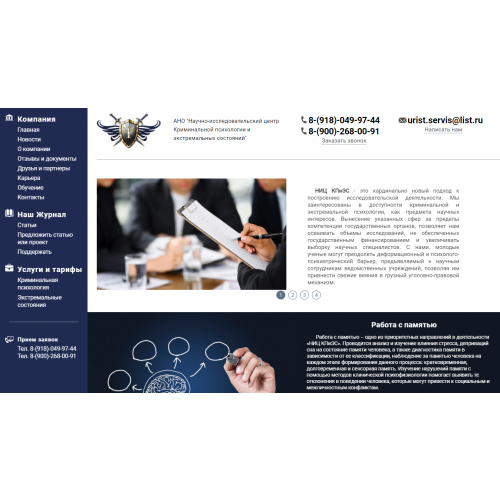 Компания
Главная
Новости
О компании
Отзывы и документы
Друзья и партнеры
Карьера
Обучение
Контакты
Наш Журнал
Статьи
Предложить статью
или проект
Поддержать
Услуги и тарифы
Криминальная
психология
Экстремальные
состояния
Прием заявок
Тел. 8-(918)-049-97-44
Тел. 8-(900)-268-00-91
АНО "Научно-исследовательский центр
Криминальной психологии и
экстремальных состояний"
8-(918)-049-97-44
8-(900)-268-00-91
Заказать звонок
urist.servis@list.ru
Написать нам
НИЦ КПиЭС - это кардинально новый подход к
построению исследовательской деятельности. Мы
заинтересованы в доступности криминальной и
экстремальной психологии, как предмета научных
интересов. Вынесение указанных сфер за пределы
компетенции государственных органов, позволяет нам
осваивать объемы исследований, не обеспеченных
государственным финансированием и увеличивать
выборку научных специалистов. С нами, молодые
ученые могут преодолеть деформационный и психолого-
психиатрический барьер, предъявляемый к научным
сотрудникам ведомственных учреждений, позволяя им
привнести свежие веяния в грузный уголовно-правовой
механизм.
1 2 3 4
Работа с памятью
Работа с памятью - одно из приоритетных направлений в деятельности
«НИЦ КПиЭС». Проводится анализ и изучение влияния стресса, деприваций
сна на состояние памяти человека, а также диагностика памяти в
зависимости от ее классификации, наблюдение за памятью человека на
каждом этапе формирования данного процесса: кратковременная,
долговременная и сенсорная память. Изучение нарушений памяти с
помощью методов клинической психофизиологии помогает выявить те
отклонения в поведении человека, которые могут привести к социальным и
межличностным конфликтам.